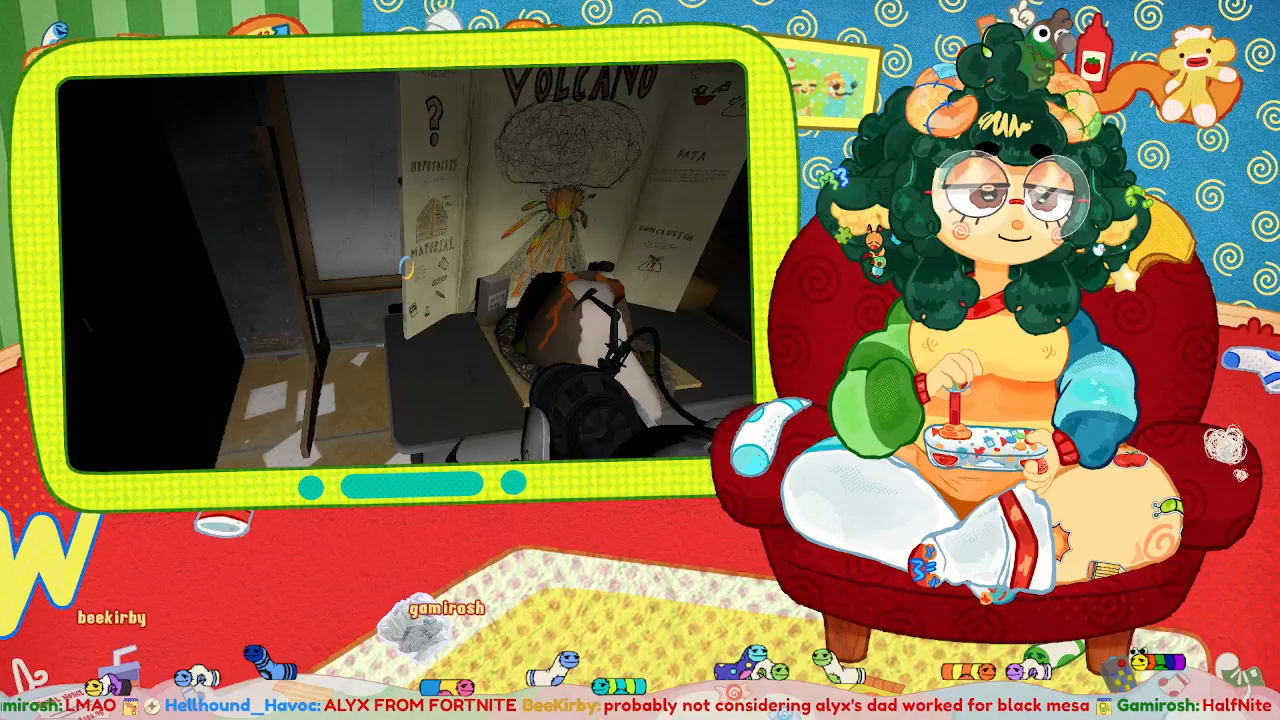 VOLCANO
?
HYPOTHESIS
DATA
MATERIAL
CONCLUSION
W
beekirby
gamirosh
mirosh: LMAO Hellhound_Havoc: ALYX FROM FORTNITE BeeKirby: probably not considering alyx's dad worked for black mesa Gamirosh: HalfNite